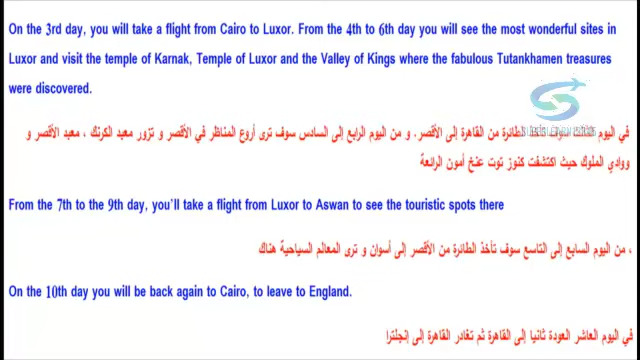 On the 3rd day, you will take a flight from Cairo to Luxor. From the 4th to 6th day you will see the most wonderful sites in
Luxor and visit the temple of Karnak, Temple of Luxor and the Valley of Kings where the fabulous Tutankhamen treasures
were discovered.
في اليوم الثالث سوف تأخذ الطائرة من القاهرة إلى الأقصر. و من اليوم الرابع إلى السادس سوف ترى أروع المناظر في الأقصر و تزور معبد الكرنك ، معبد الأقصر و
ووادي الملوك حيث اكتشفت كنوز توت عنخ أمون الرائعة
From the 7th to the 9th day, you'll take a flight from Luxor to Aswan to see the touristic spots there
، من اليوم السابع إلى التاسع سوف تأخذ الطائرة من الأقصر إلى أسوان و ترى المعالم السياحية هناك
On the 10th day you will be back again to Cairo, to leave to England.
في اليوم العاشر العودة ثانيا إلى القاهرة ثم تغادر القاهرة إلى إنجلترا